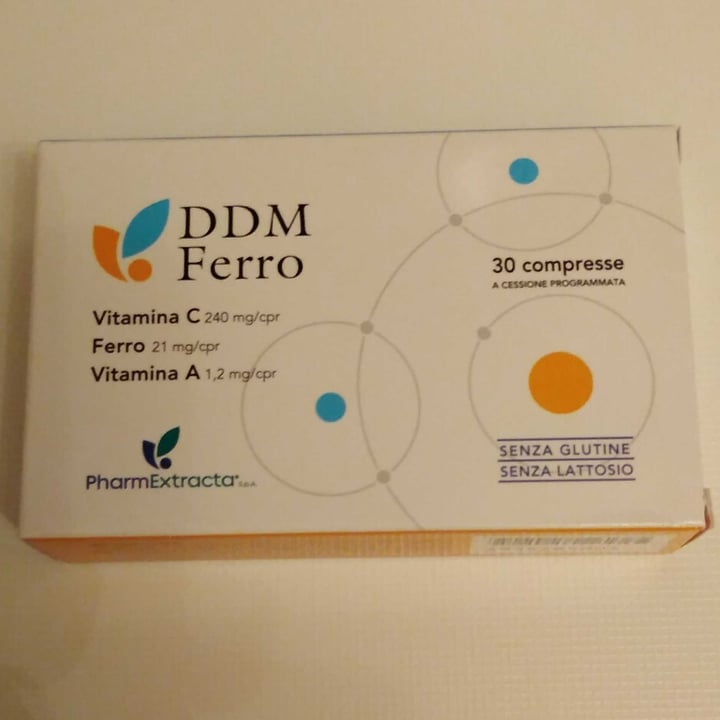 DDM
Ferro
Vitamina C 240 mg/cpr
Ferro 21 mg/cpr
Vitamina A 1,2 mg/cpr
PharmExtracta® S.p.A.
30 compresse
A CESSIONE PROGRAMMATA
SENZA GLUTINE
SENZA LATTOSIO